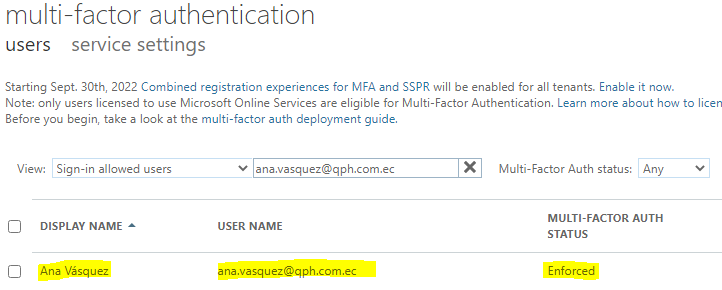 multi-factor authentication
users service settings
Starting Sept. 30th, 2022 Combined registration experiences for MFA and SSPR will be enabled for all tenants. Enable it now.
Note: only users licensed to use Microsoft Online Services are eligible for Multi-Factor Authentication. Learn more about how to licen
Before you begin, take a look at the multi-factor auth deployment guide.
View: Sign-in allowed users ana.vasquez@qph.com.ec Multi-Factor Auth status: Any
DISPLAY NAME USER NAME MULTI-FACTOR AUTH
STATUS
Ana Vásquez ana.vasquez@qph.com.ec Enforced